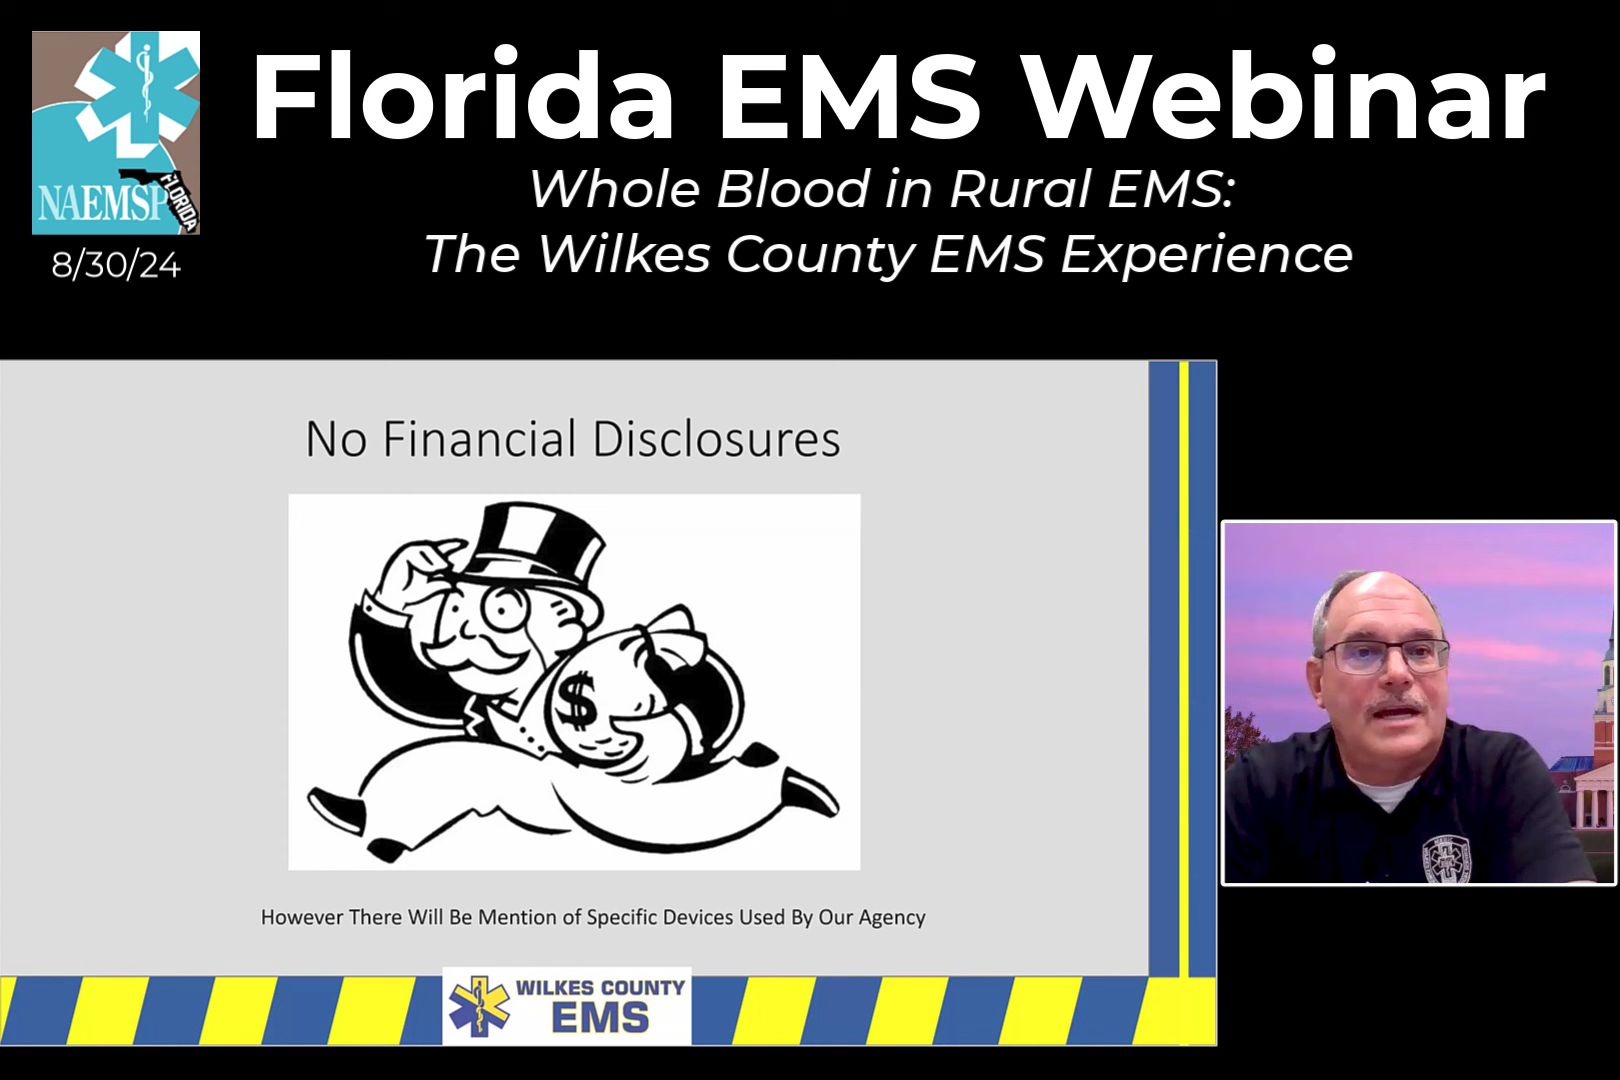 Florida EMS Webinar
Whole Blood in Rural EMS:
The Wilkes County EMS Experience
NAEMSP
FLORIDA
8/30/24
No Financial Disclosures
$
However There Will Be Mention of Specific Devices Used By Our Agency
WILKES COUNTY
EMS